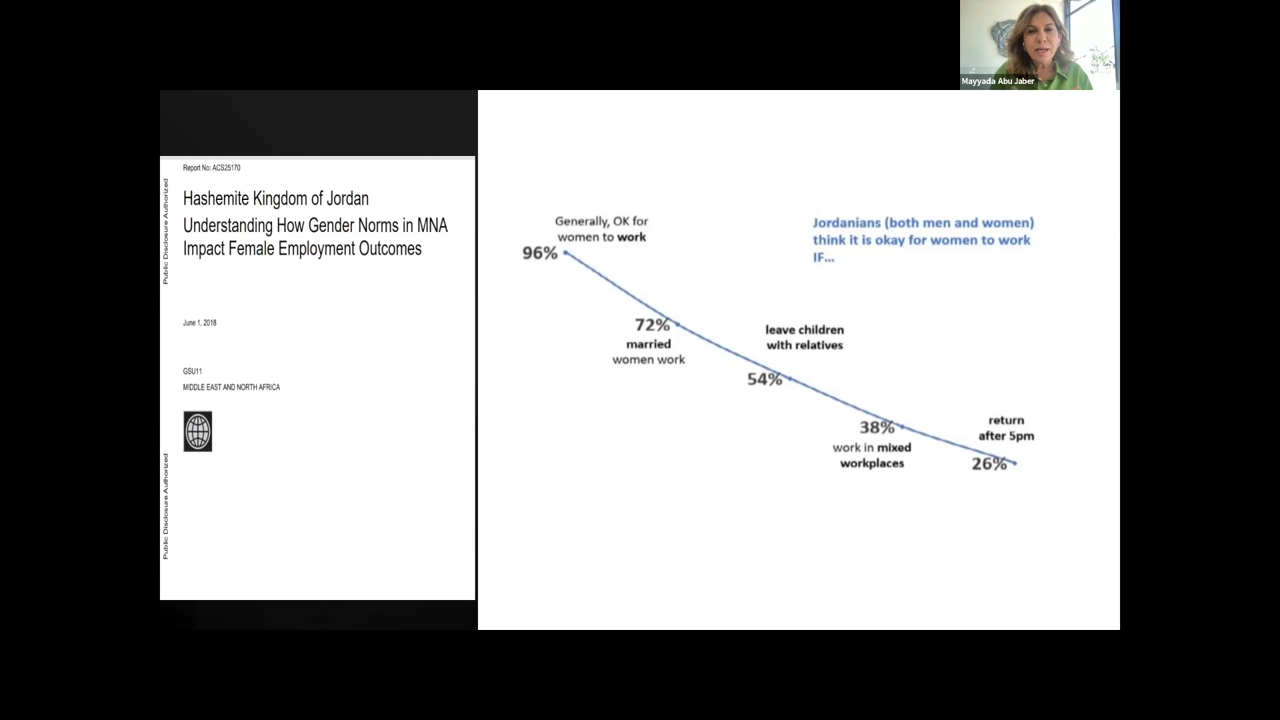 Mayyada Abu Jaber
Public Disclosure Authorized
Public Disclosure Authorized
Report No: ACS25170
Hashemite Kingdom of Jordan
Understanding How Gender Norms in MNA
Impact Female Employment Outcomes
June 1, 2018
GSU11
MIDDLE EAST AND NORTH AFRICA
Jordanians (both men and women)
think it is okay for women to work
IF...
Generally, OK for
women to work
96%
72%
married
women work
leave children
with relatives
54%
38%
work in mixed
workplaces
return
after 5pm
26%